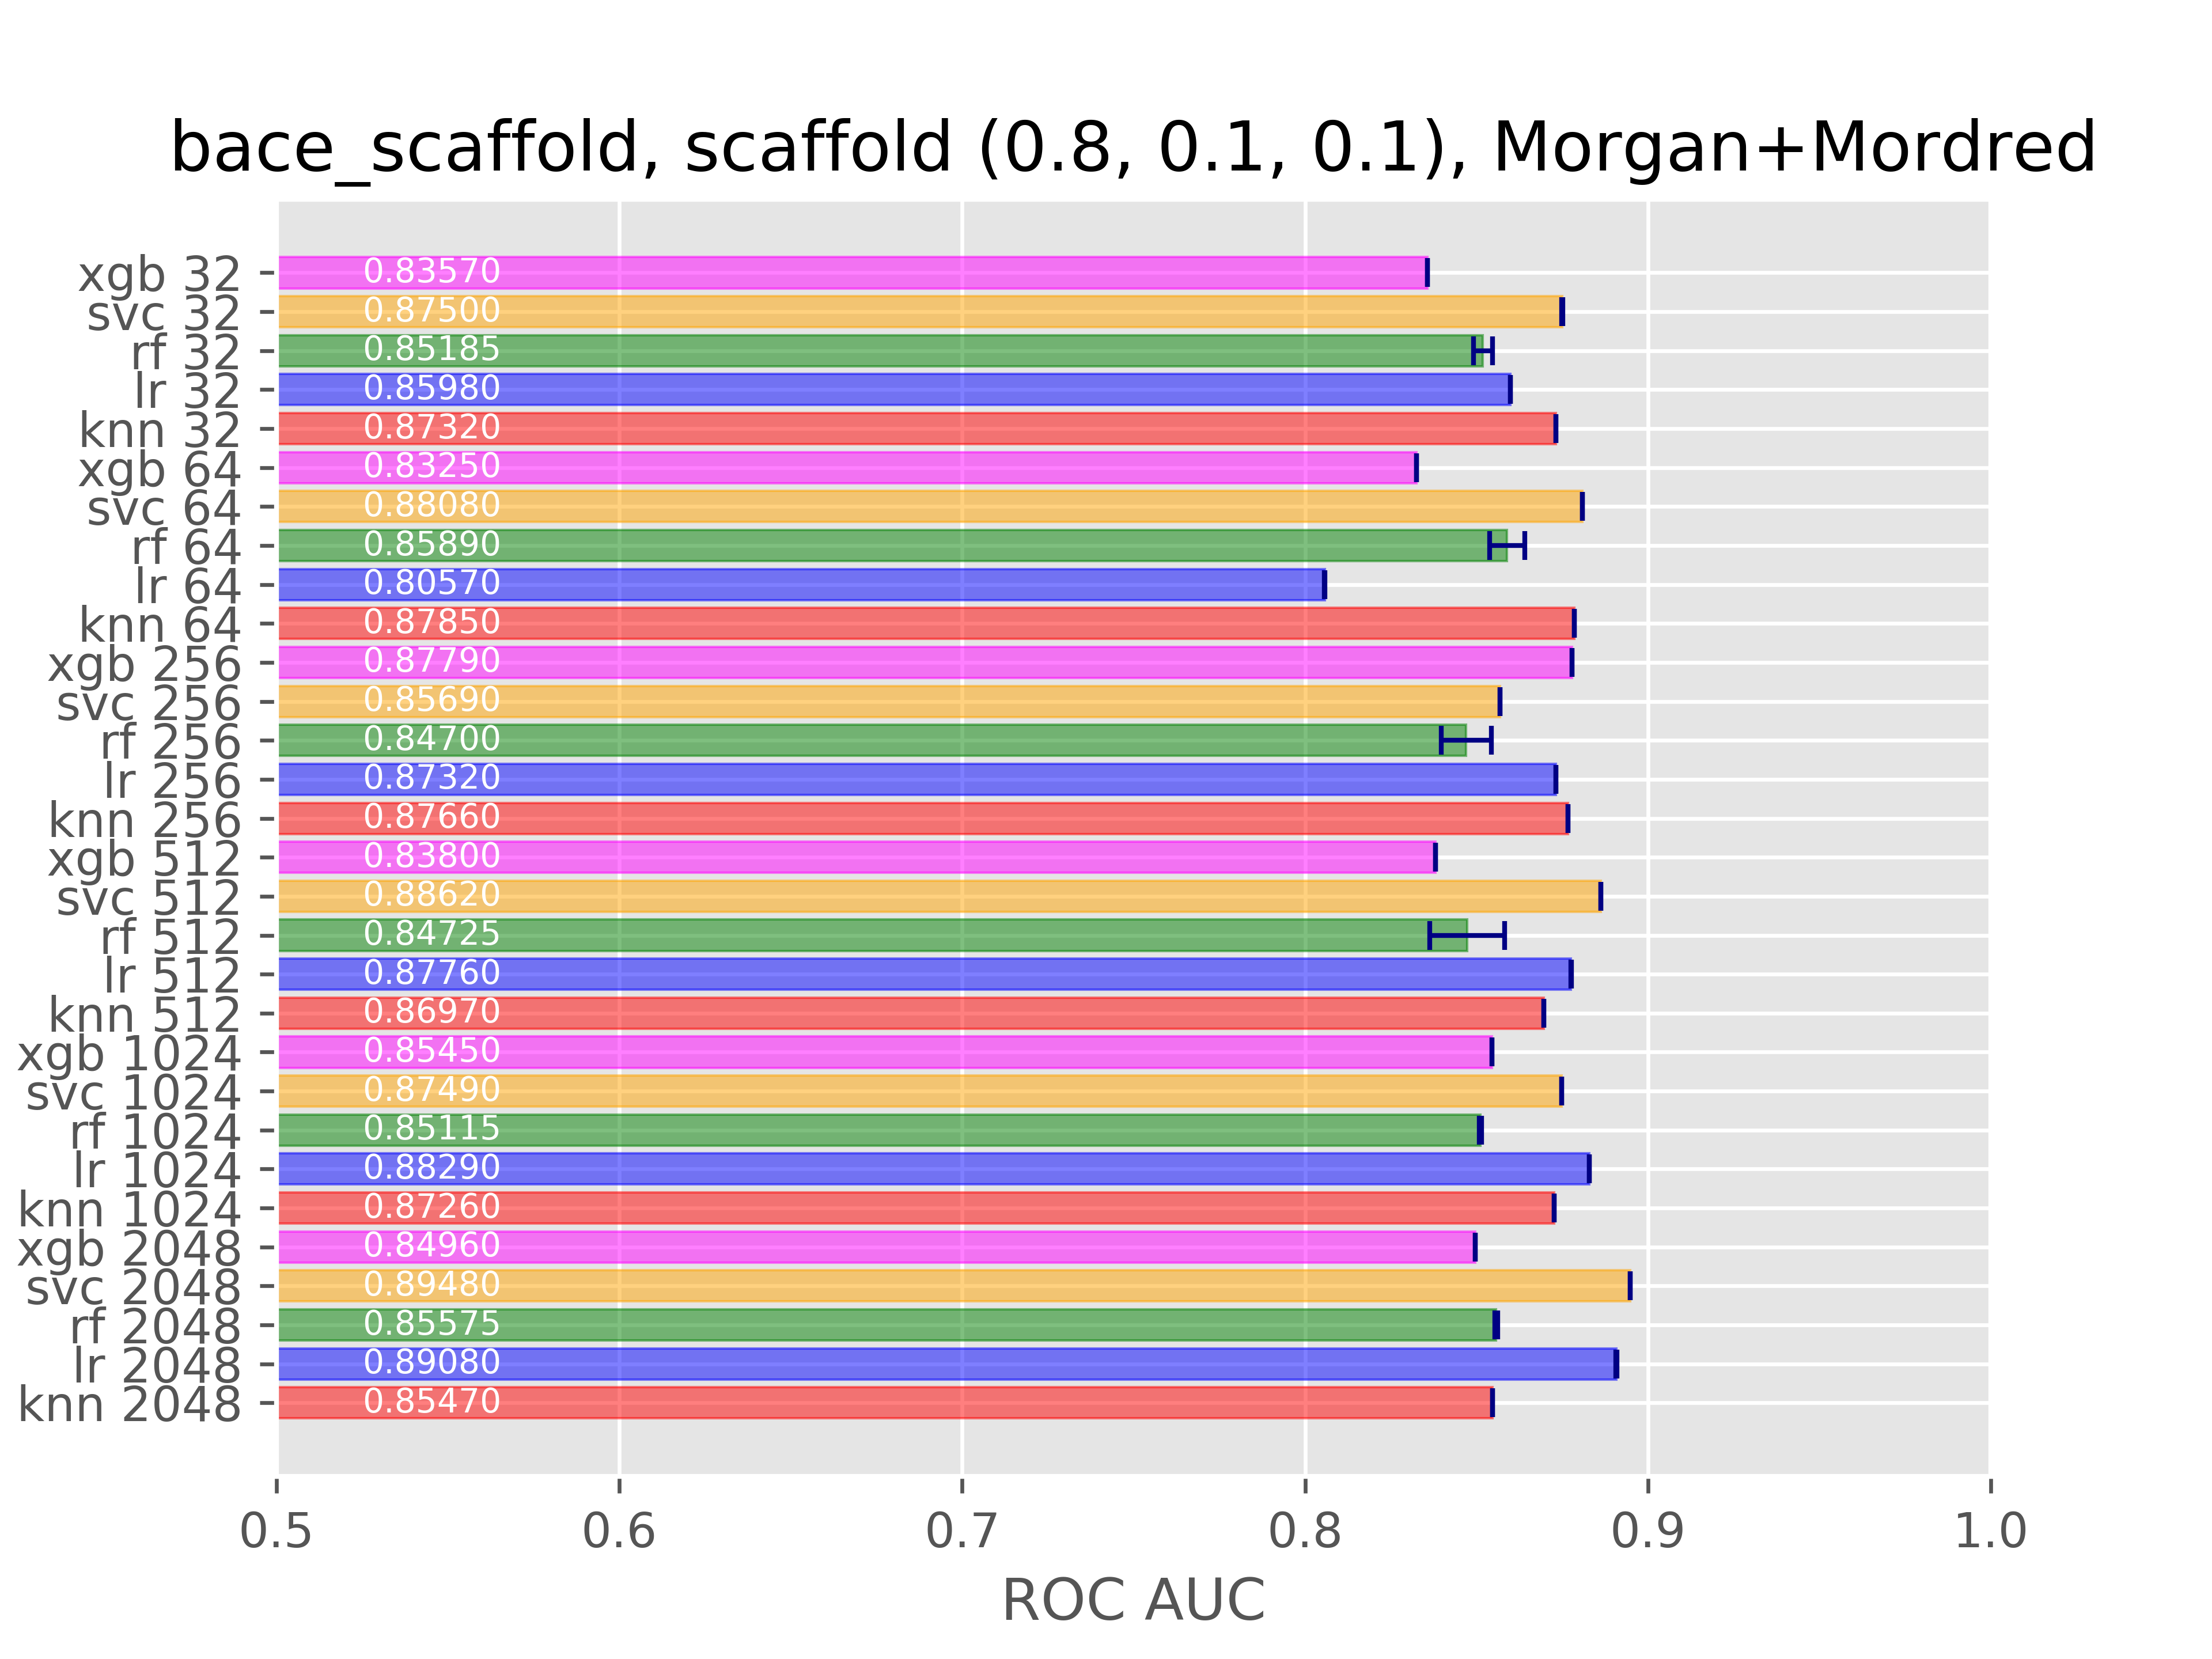 bace_scaffold, scaffold (0.8, 0.1, 0.1), Morgan+Mordred
xgb 32 0.83570
svc 32 0.87500
rf 32 0.85185
lr 32 0.85980
knn 32 0.87320
xgb 64 0.83250
svc 64 0.88080
rf 64 0.85890
lr 64 0.80570
knn 64 0.87850
xgb 256 0.87790
svc 256 0.85690
rf 256 0.84700
lr 256 0.87320
knn 256 0.87660
xgb 512 0.83800
svc 512 0.88620
rf 512 0.84725
lr 512 0.87760
knn 512 0.86970
xgb 1024 0.85450
svc 1024 0.87490
rf 1024 0.85115
lr 1024 0.88290
knn 1024 0.87260
xgb 2048 0.84960
svc 2048 0.89480
rf 2048 0.85575
lr 2048 0.89080
knn 2048 0.85470
0.5 0.6 0.7 0.8 0.9 1.0
ROC AUC